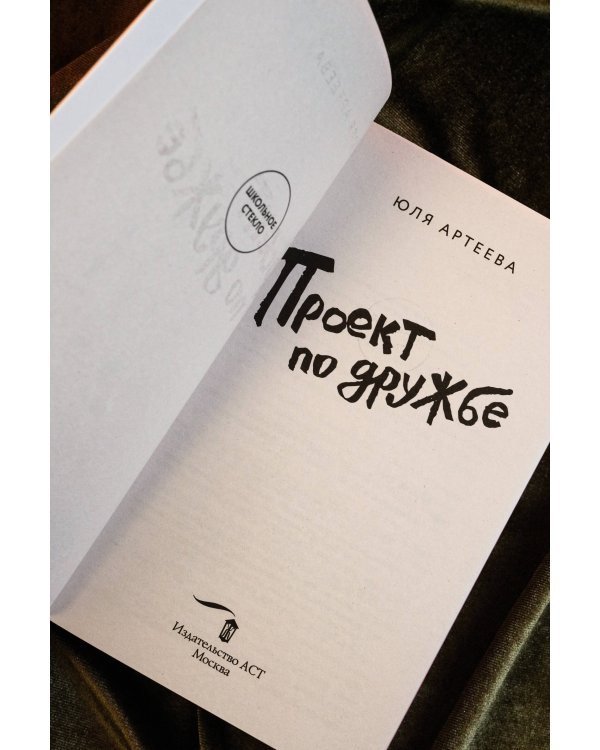 ШКОЛЬНОЕ
СТЕКЛО
ЮЛЯ АРТЕЕВА
Проект
по дружбе
Издательство АСТ
Москва